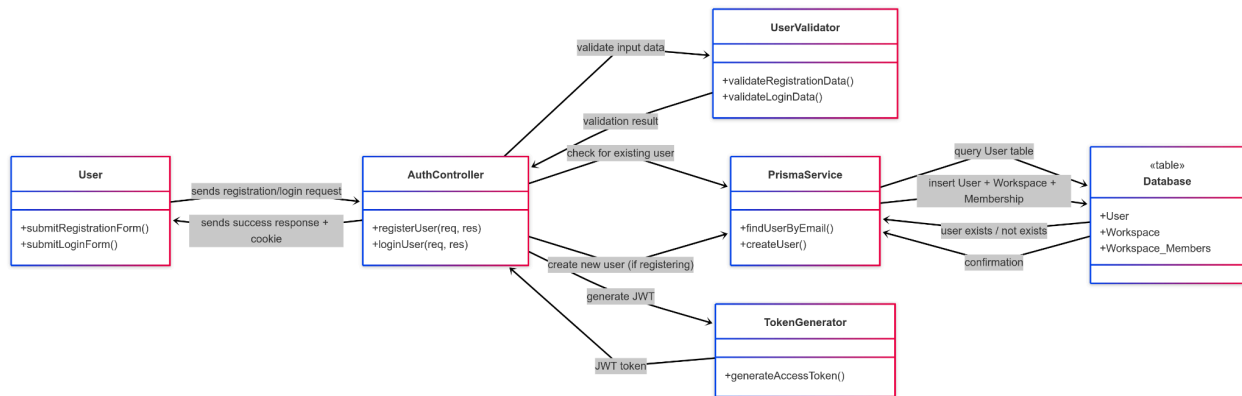 UserValidator
+validateRegistrationData()
+validateLoginData()
validate input data
validation result
check for existing user
User
+submitRegistrationForm()
+submitLoginForm()
sends registration/login request
sends success response +
cookie
AuthController
+registerUser(req, res)
+loginUser(req, res)
PrismaService
+findUserByEmail()
+createUser()
query User table
insert User + Workspace +
Membership
user exists / not exists
confirmation
«table»
Database
+User
+Workspace
+Workspace_Members
create new user (if registering)
generate JWT
JWT token
TokenGenerator
+generateAccessToken()